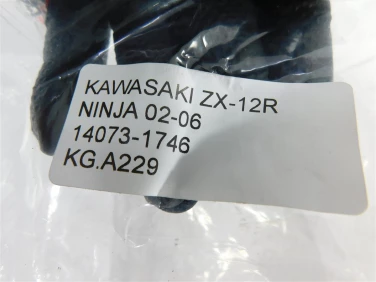 KAWASAKI ZX-12R
NINJA 02-06
14073-1746
KG.A229